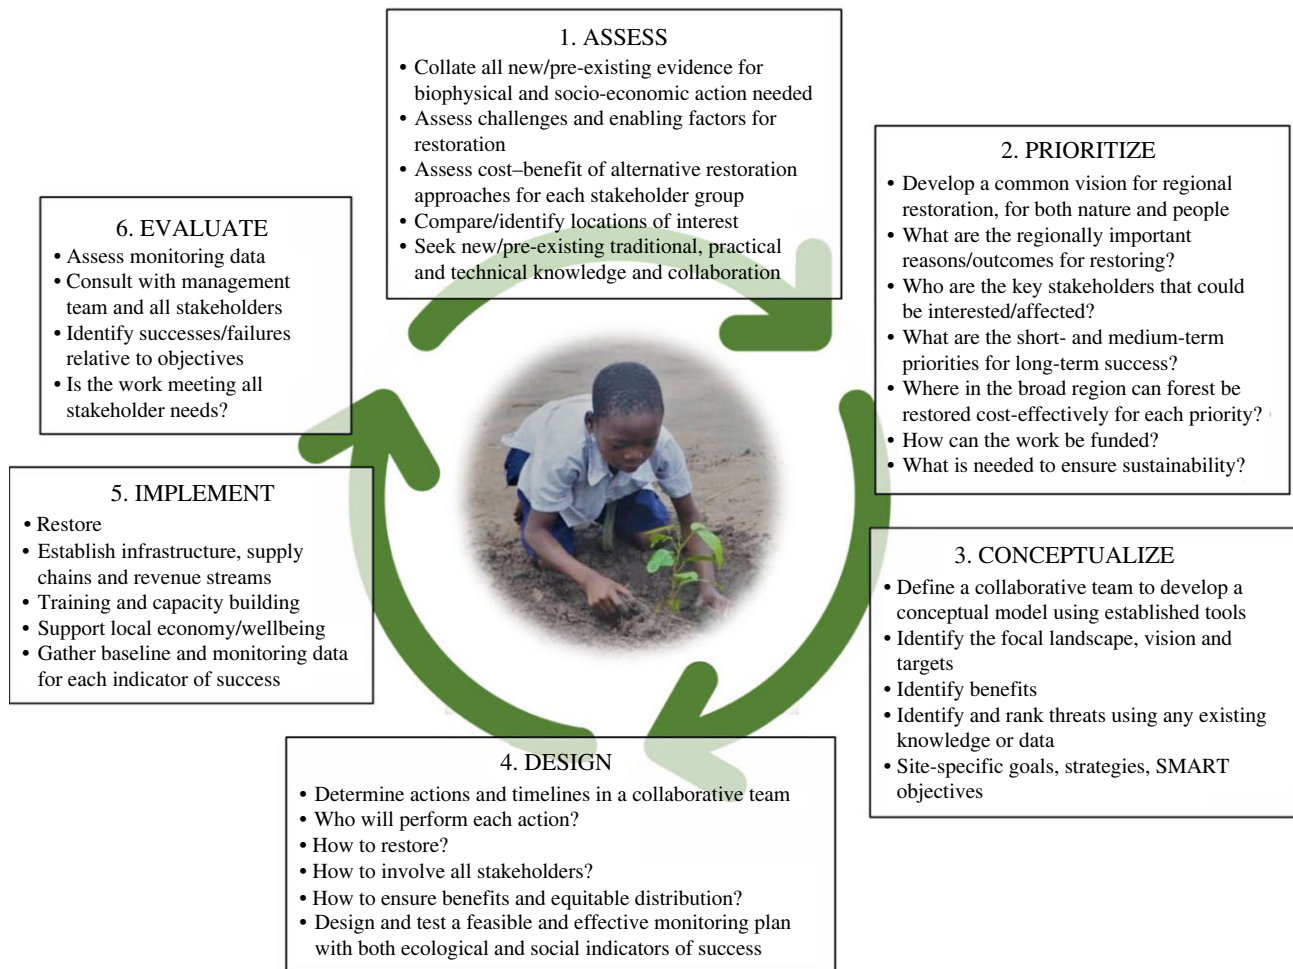 1. ASSESS
• Collate all new/pre-existing evidence for
biophysical and socio-economic action needed
• Assess challenges and enabling factors for
restoration
• Assess cost–benefit of alternative restoration
approaches for each stakeholder group
• Compare/identify locations of interest
• Seek new/pre-existing traditional, practical
and technical knowledge and collaboration
2. PRIORITIZE
• Develop a common vision for regional
restoration, for both nature and people
• What are the regionally important
reasons/outcomes for restoring?
• Who are the key stakeholders that could
be interested/affected?
• What are the short- and medium-term
priorities for long-term success?
• Where in the broad region can forest be
restored cost-effectively for each priority?
• How can the work be funded?
• What is needed to ensure sustainability?
3. CONCEPTUALIZE
• Define a collaborative team to develop a
conceptual model using established tools
• Identify the focal landscape, vision and
targets
• Identify benefits
• Identify and rank threats using any existing
knowledge or data
• Site-specific goals, strategies, SMART
objectives
4. DESIGN
• Determine actions and timelines in a collaborative team
• Who will perform each action?
• How to restore?
• How to involve all stakeholders?
• How to ensure benefits and equitable distribution?
• Design and test a feasible and effective monitoring plan
with both ecological and social indicators of success
5. IMPLEMENT
• Restore
• Establish infrastructure, supply
chains and revenue streams
• Training and capacity building
• Support local economy/wellbeing
• Gather baseline and monitoring data
for each indicator of success
6. EVALUATE
• Assess monitoring data
• Consult with management
team and all stakeholders
• Identify successes/failures
relative to objectives
• Is the work meeting all
stakeholder needs?